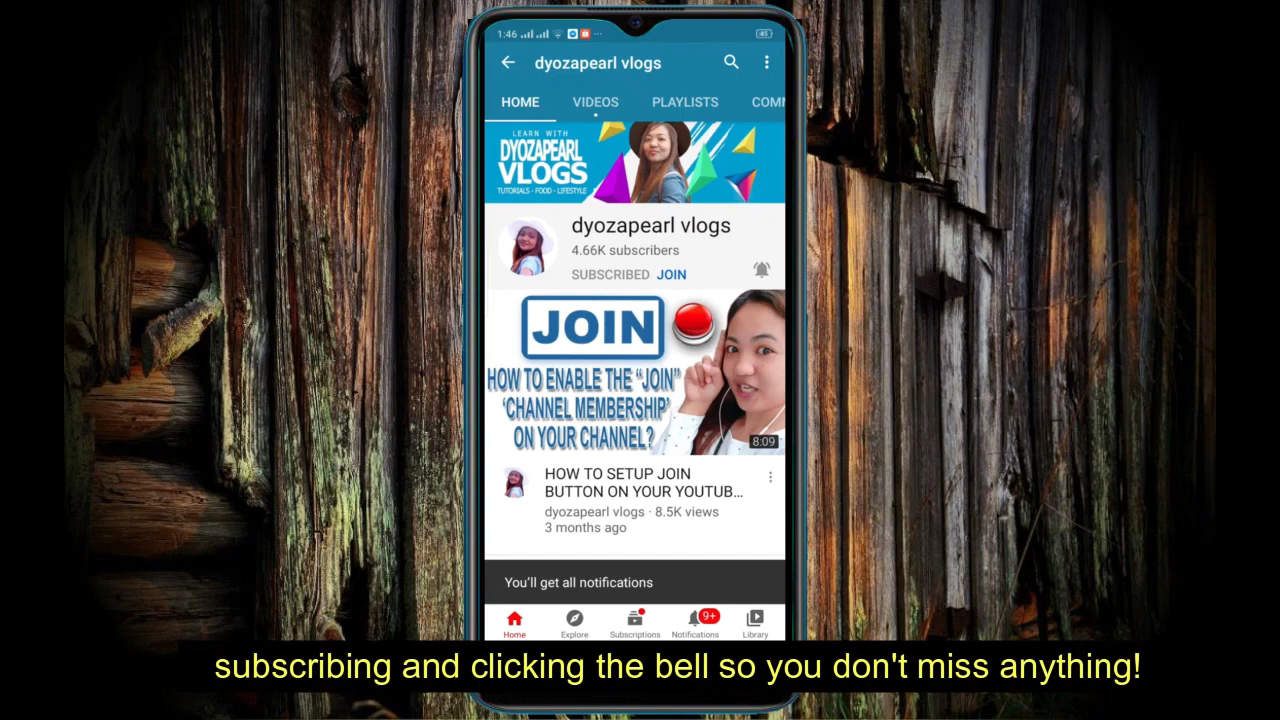 1:46
45
dyozapearl vlogs
HOME VIDEOS PLAYLISTS COMM
LEARN WITH
DYOZAPEARL
VLOGS
TUTORIALS - FOOD - LIFESTYLE
dyozapearl vlogs
4.66K subscribers
SUBSCRIBED JOIN
JOIN
HOW TO ENABLE THE “JOIN”
‘CHANNEL MEMBERSHIP’
ON YOUR CHANNEL?
8:09
HOW TO SETUP JOIN
BUTTON ON YOUR YOUTUB...
dyozapearl vlogs · 8.5K views
3 months ago
You’ll get all notifications
9+
Home Explore Subscriptions Notifications Library
subscribing and clicking the bell so you don't miss anything!